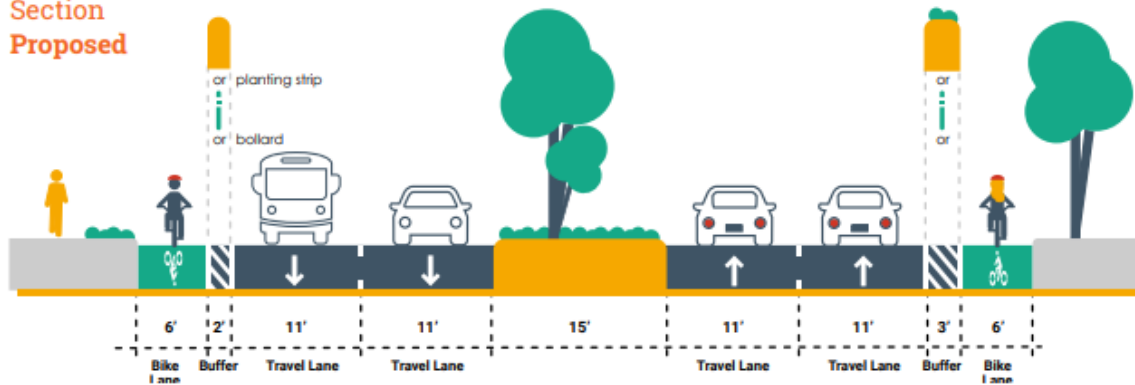 Section
Proposed
or planting strip
or bollard
or
or
6' 2' 11' 11' 15' 11' 11' 3' 6'
Bike Lane Buffer Travel Lane Travel Lane Travel Lane Travel Lane Buffer Bike Lane